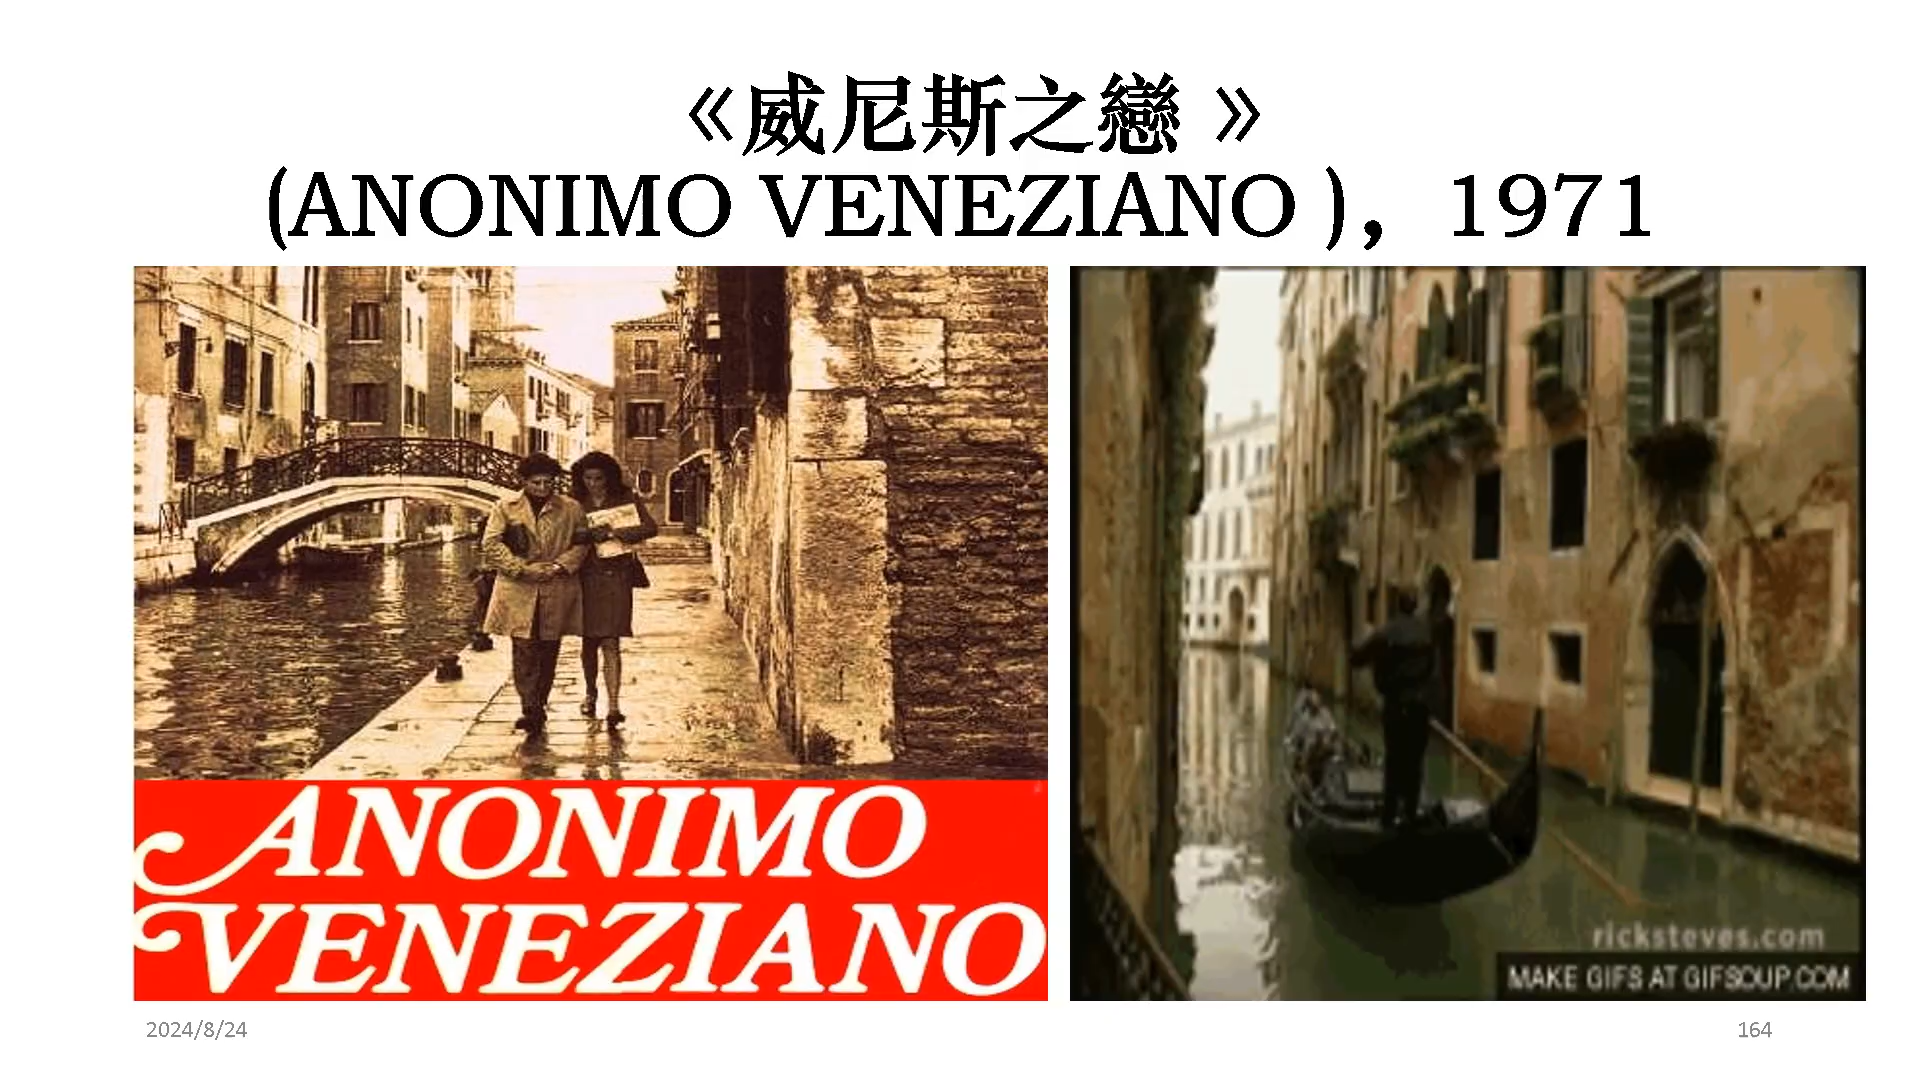 《威尼斯之戀 》
(ANONIMO VENEZIANO )，1971
ANONIMO
VENEZIANO
ricksteves.com
MAKE GIFS AT GIFSOUP.COM
2024/8/24
164